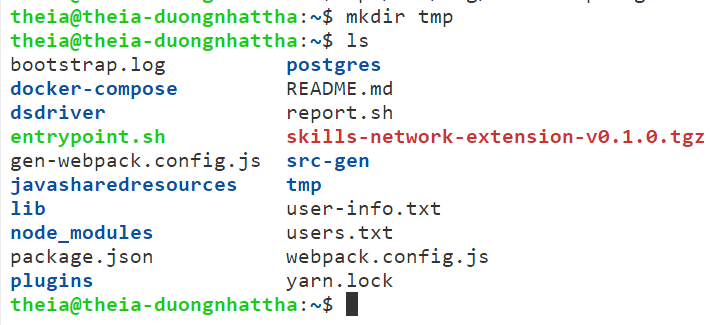 theia@theia-duongnhattha:~$ mkdir tmp
theia@theia-duongnhattha:~$ ls
bootstrap.log postgres
docker-compose README.md
dsdriver report.sh
entrypoint.sh skills-network-extension-v0.1.0.tgz
gen-webpack.config.js src-gen
javasharedresources tmp
lib user-info.txt
node_modules users.txt
package.json webpack.config.js
plugins yarn.lock
theia@theia-duongnhattha:~$